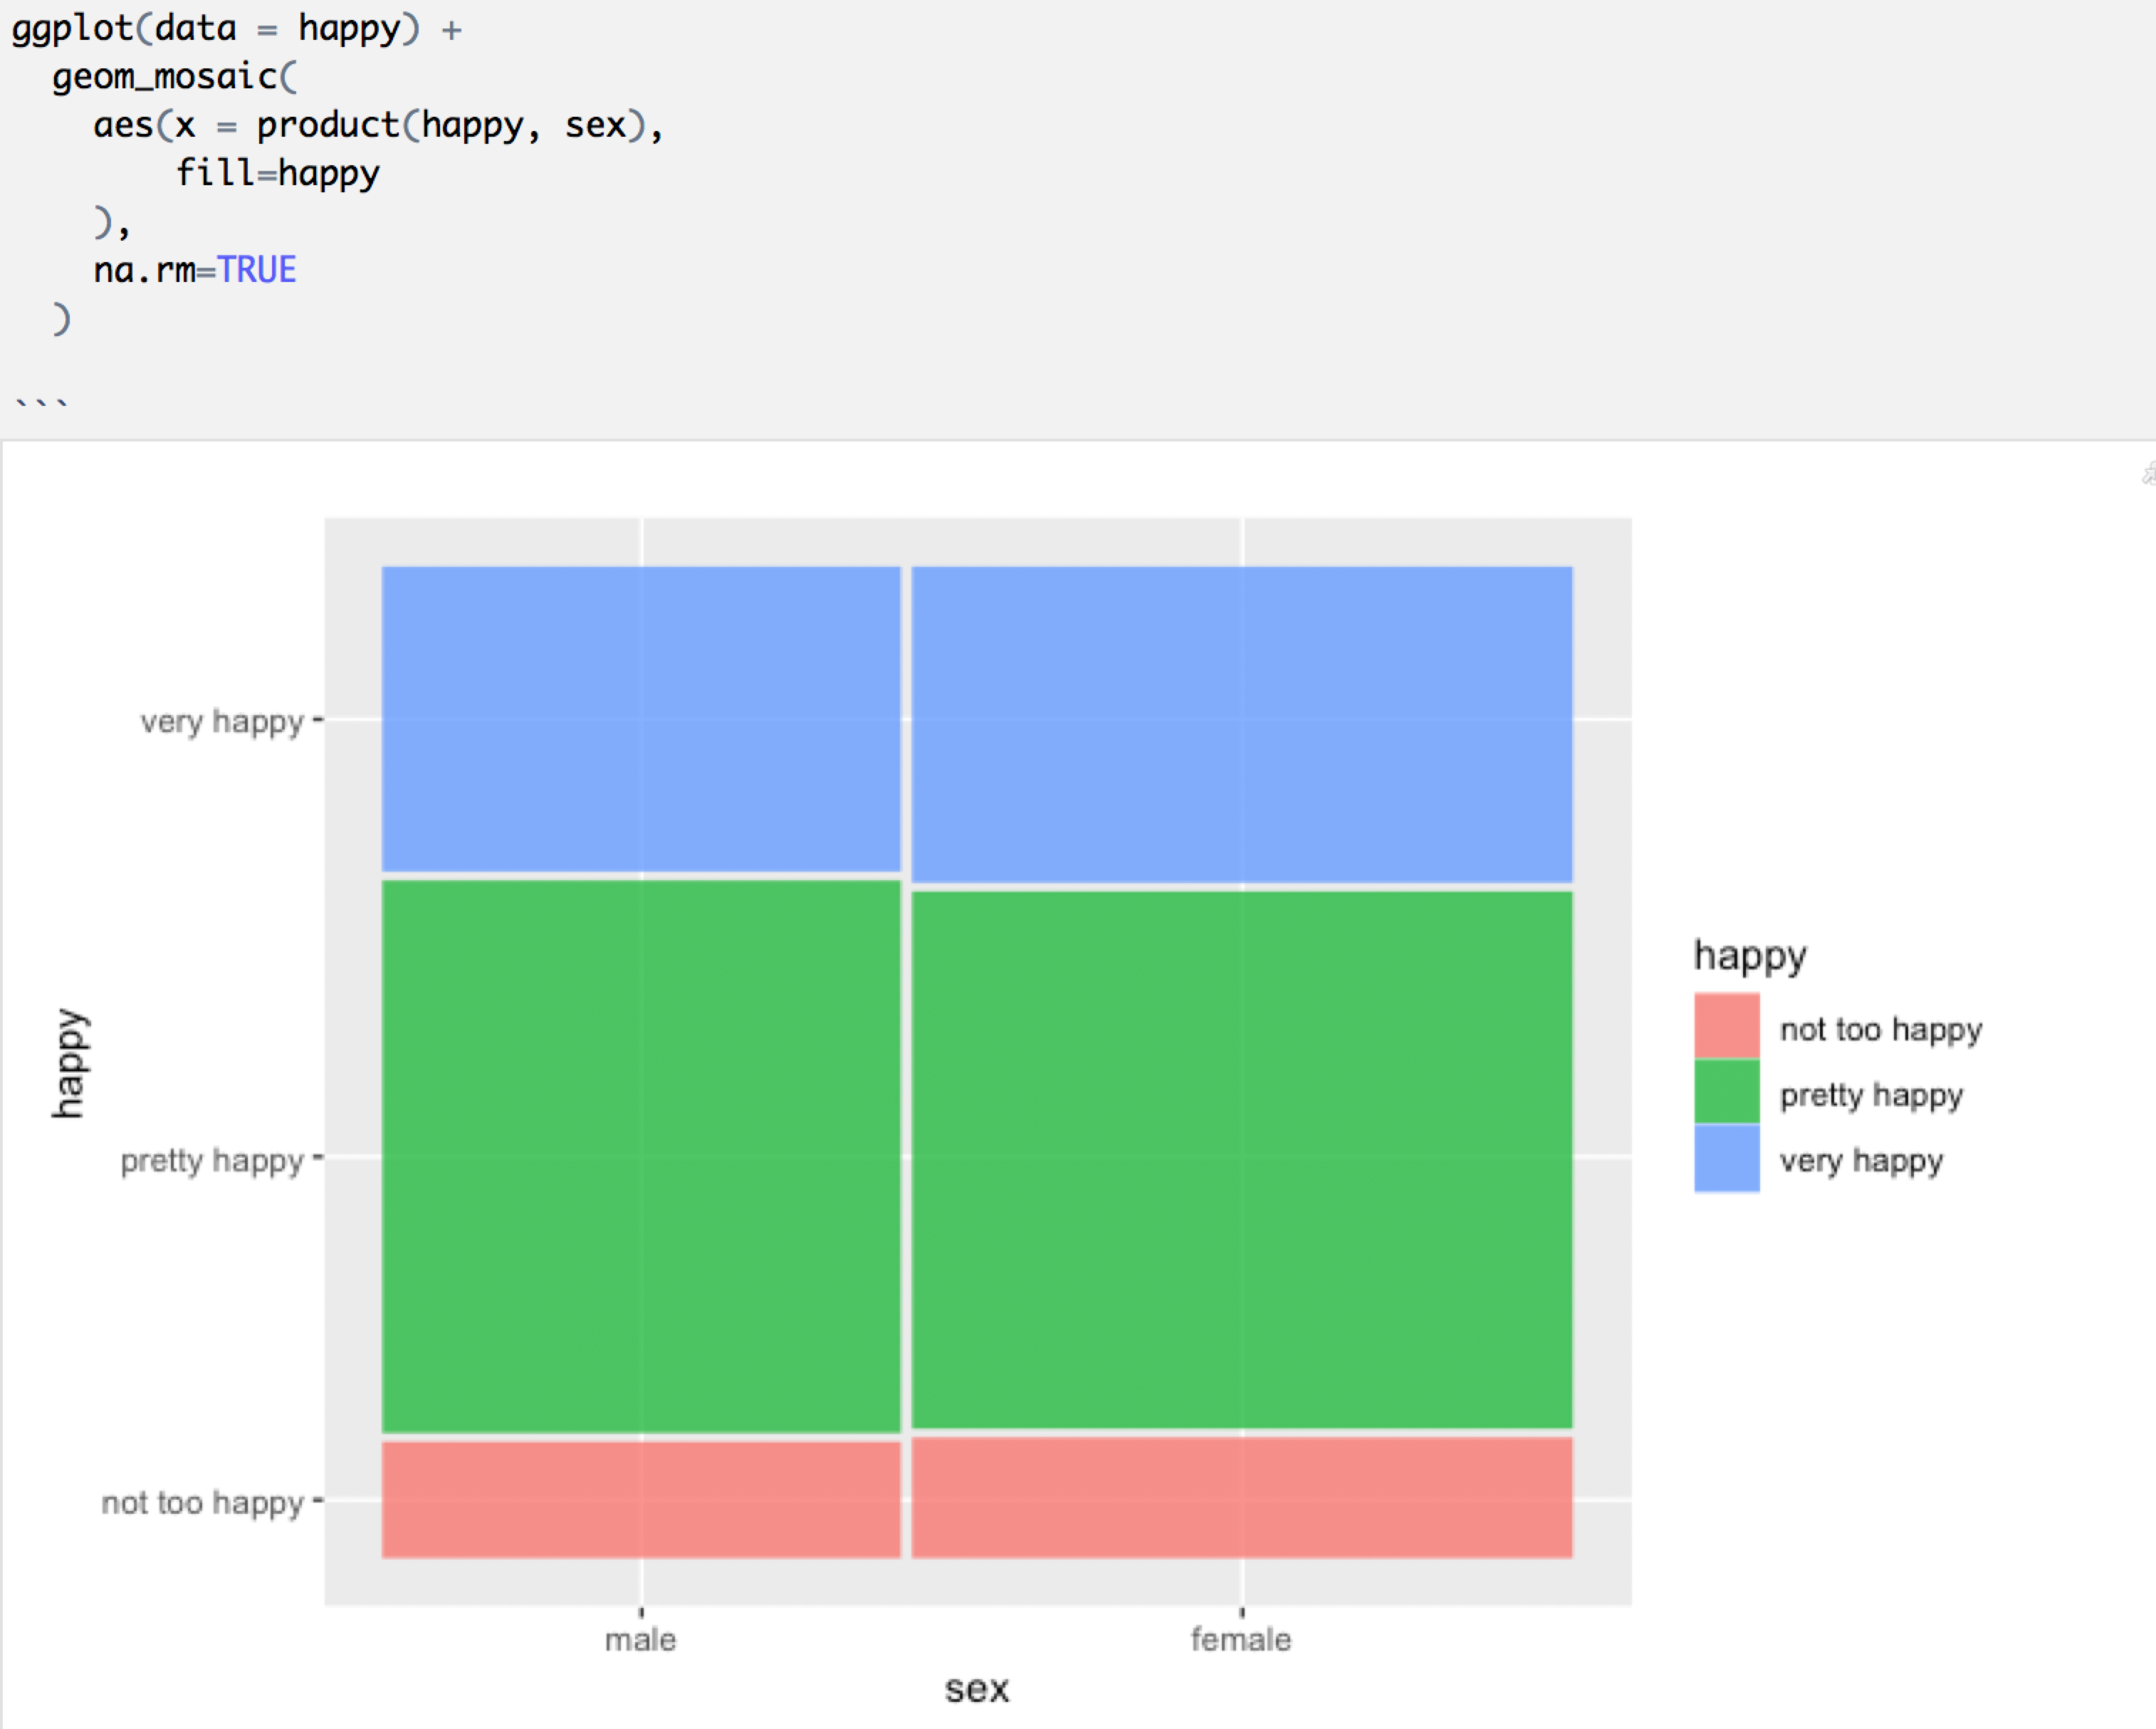 ggplot(data = happy) +
  geom_mosaic(
    aes(x = product(happy, sex),
        fill=happy
    ),
    na.rm=TRUE
  )
```
very happy
pretty happy
not too happy
happy
male
female
sex
happy
not too happy
pretty happy
very happy